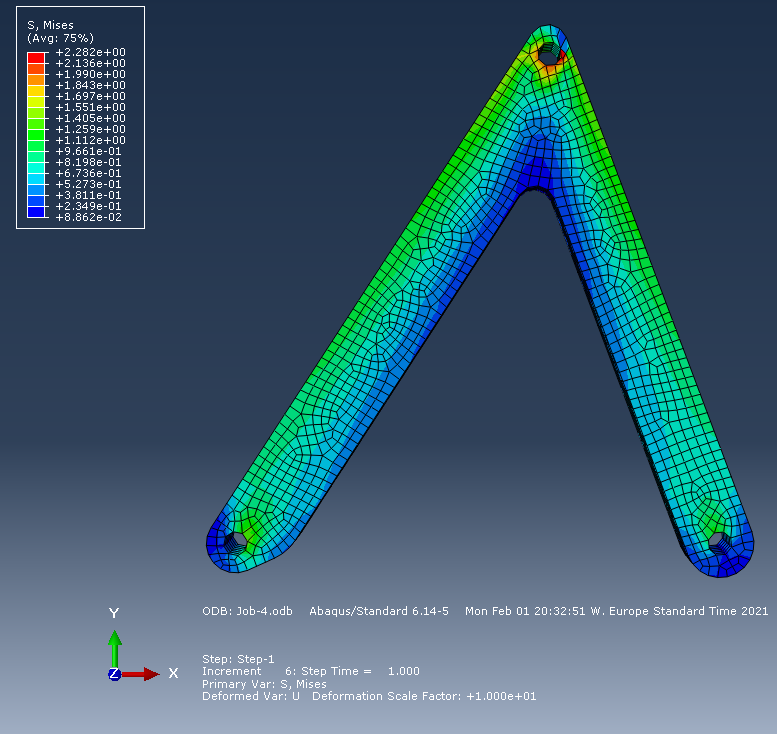 S, Mises
(Avg: 75%)
+2.282e+00
+2.136e+00
+1.990e+00
+1.843e+00
+1.697e+00
+1.551e+00
+1.405e+00
+1.259e+00
+1.112e+00
+9.661e-01
+8.198e-01
+6.736e-01
+5.273e-01
+3.811e-01
+2.349e-01
+8.862e-02
ODB: Job-4.odb Abaqus/Standard 6.14-5 Mon Feb 01 20:32:51 W. Europe Standard Time 2021
Y
Z
X
Step: Step-1
Increment 6: Step Time = 1.000
Primary Var: S, Mises
Deformed Var: U Deformation Scale Factor: +1.000e+01